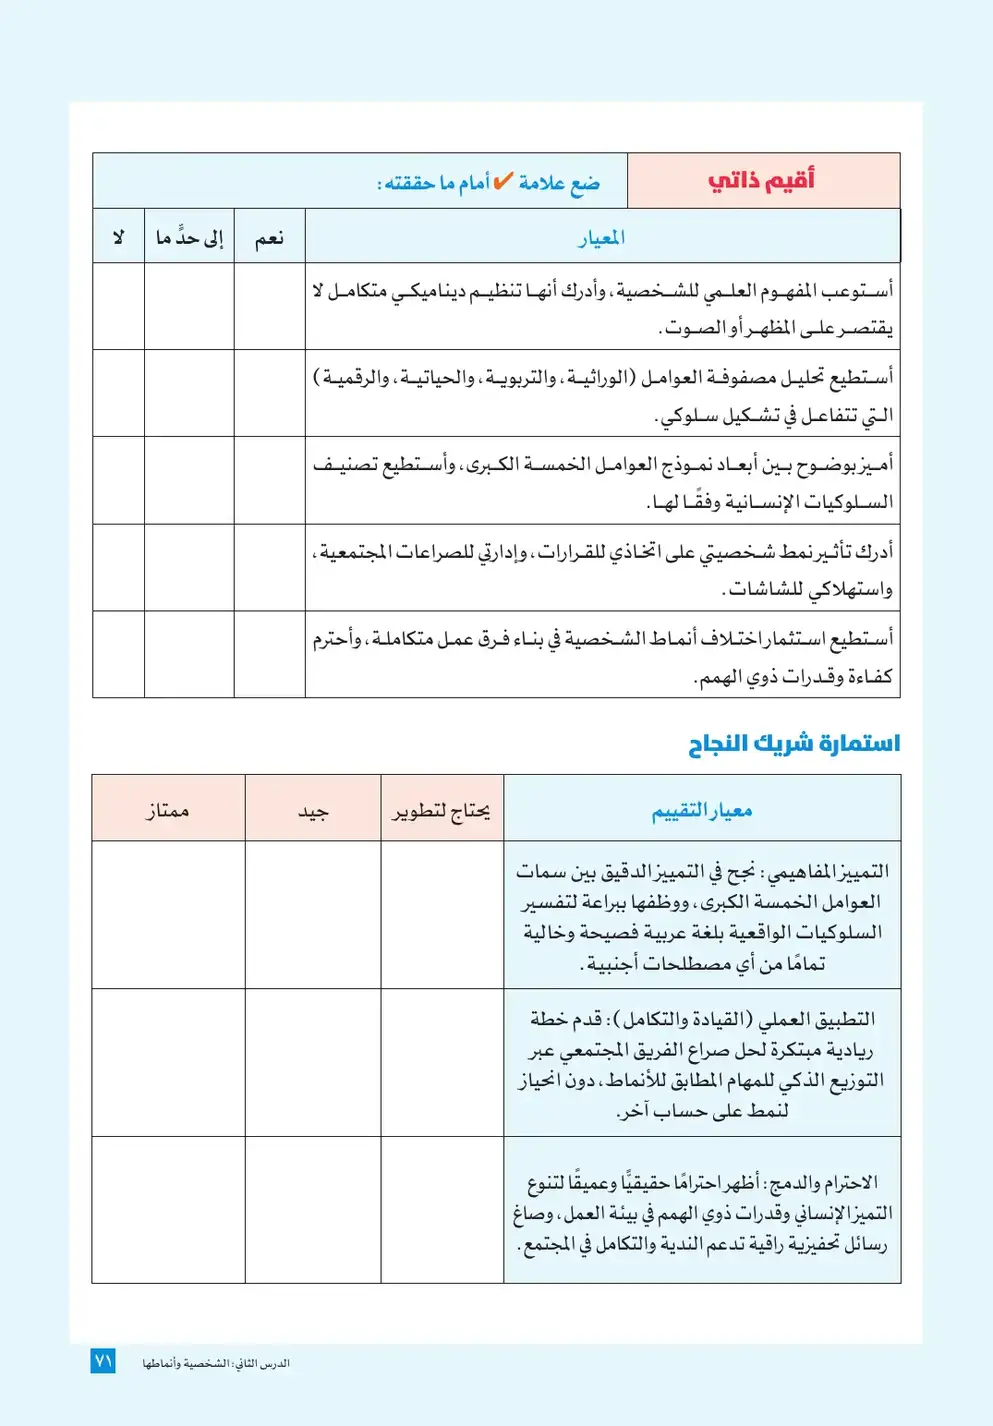 أقيم ذاتي
ضع علامة ✔ أمام ما حققته:
المعيار
نعم
إلى حدٍّ ما
لا
أستوعب المفهوم العلمي للشخصية، وأدرك أنها تنظيم ديناميكي متكامل لا
يقتصر على المظهر أو الصوت.
أستطيع تحليل مصفوفة العوامل (الوراثية، والتربوية، والحياتية، والرقمية)
التي تتفاعل في تشكيل سلوكي.
أميز بوضوح بين أبعاد نموذج العوامل الخمسة الكبرى، وأستطيع تصنيف
السلوكيات الإنسانية وفقًا لها.
أدرك تأثير نمط شخصيتي على اتخاذي للقرارات، وإدارتي للصراعات المجتمعية،
واستهلاكي للشاشات.
أستطيع استثمار اختلاف أنماط الشخصية في بناء فرق عمل متكاملة، وأحترم
كفاءة وقدرات ذوي الهمم.
استمارة شريك النجاح
معيار التقييم
يحتاج لتطوير
جيد
ممتاز
التمييز المفاهيمي: نجح في التمييز الدقيق بين سمات
العوامل الخمسة الكبرى، ووظفها ببراعة لتفسير
السلوكيات الواقعية بلغة عربية فصيحة وخالية
تمامًا من أي مصطلحات أجنبية.
التطبيق العملي (القيادة والتكامل): قدم خطة
ريادية مبتكرة لحل صراع الفريق المجتمعي عبر
التوزيع الذكي للمهام المطابق للأنماط، دون انحياز
لنمط على حساب آخر.
الاحترام والدمج: أظهر احترامًا حقيقيًّا وعميقًا لتنوع
التميز الإنساني وقدرات ذوي الهمم في بيئة العمل، وصاغ
رسائل تحفيزية راقية تدعم الندية والتكامل في المجتمع.
الدرس الثاني: الشخصية وأنماطها
٧١